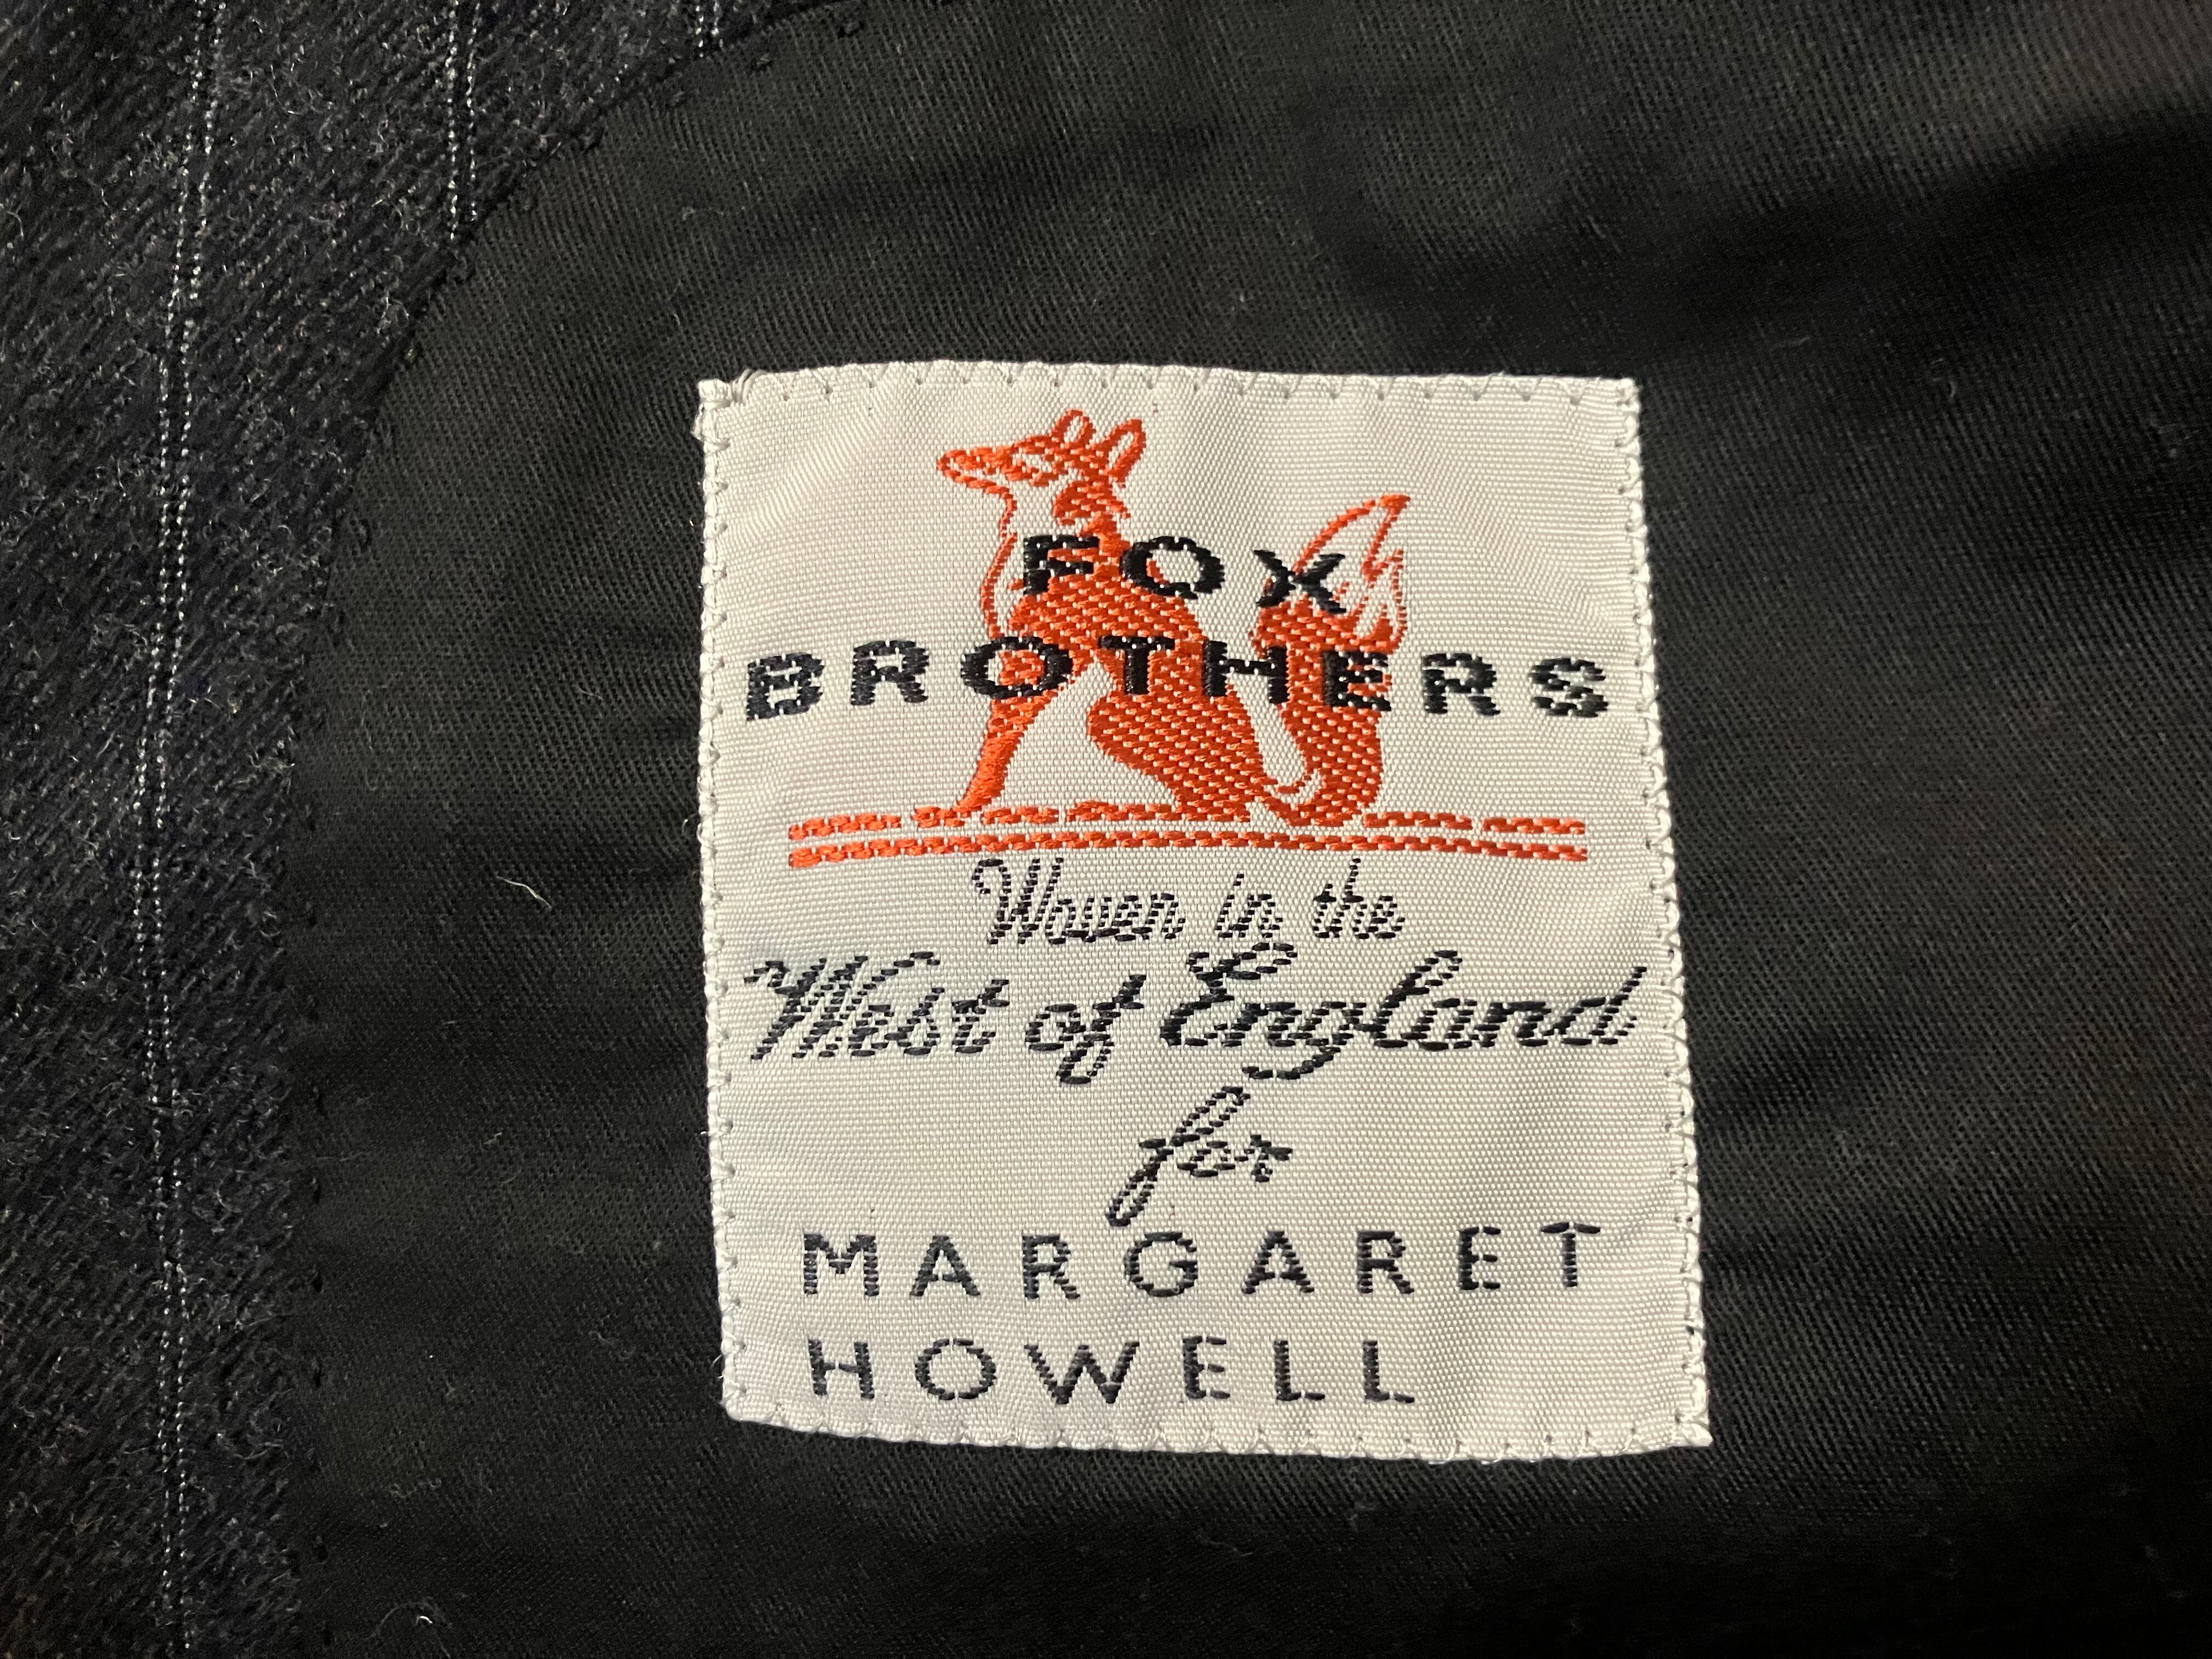 FOX
BROTHERS
Woven in the
West of England
for
MARGARET
HOWELL